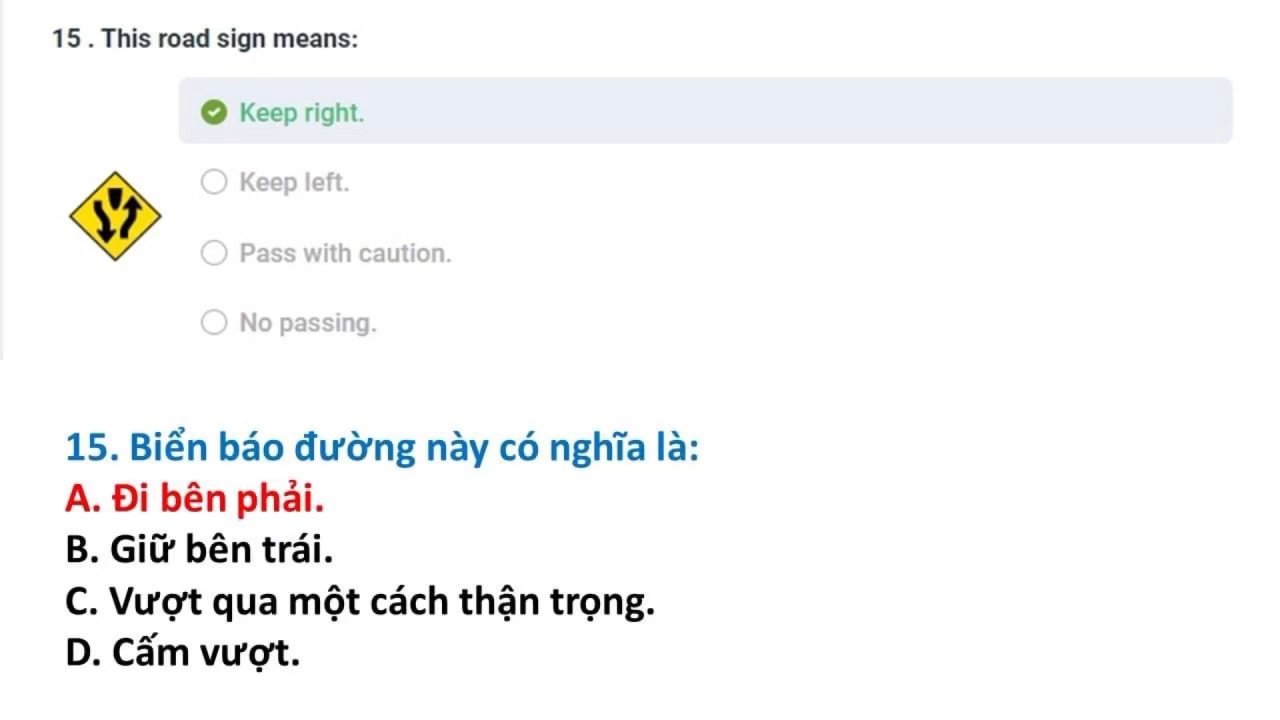 15 . This road sign means:
Keep right.
Keep left.
Pass with caution.
No passing.
15. Biển báo đường này có nghĩa là:
A. Đi bên phải.
B. Giữ bên trái.
C. Vượt qua một cách thận trọng.
D. Cấm vượt.